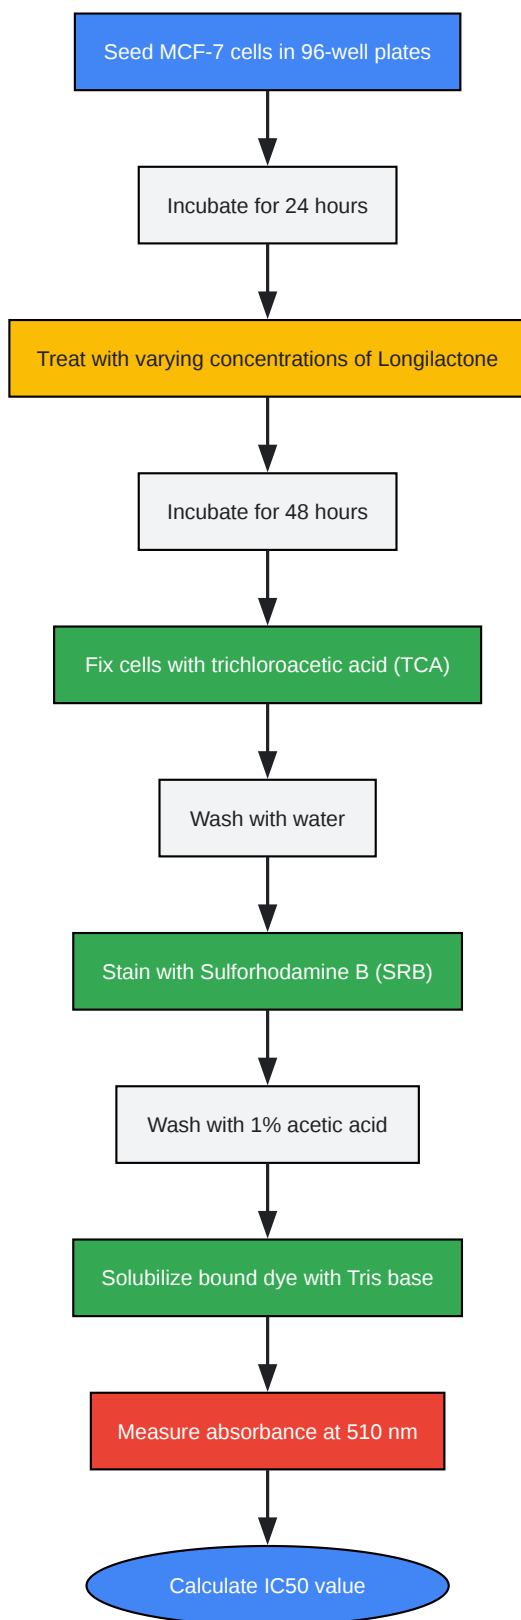 Seed MCF-7 cells in 96-well plates
Incubate for 24 hours
Treat with varying concentrations of Longilactone
Incubate for 48 hours
Fix cells with trichloroacetic acid (TCA)
Wash with water
Stain with Sulforhodamine B (SRB)
Wash with 1% acetic acid
Solubilize bound dye with Tris base
Measure absorbance at 510 nm
Calculate IC50 value